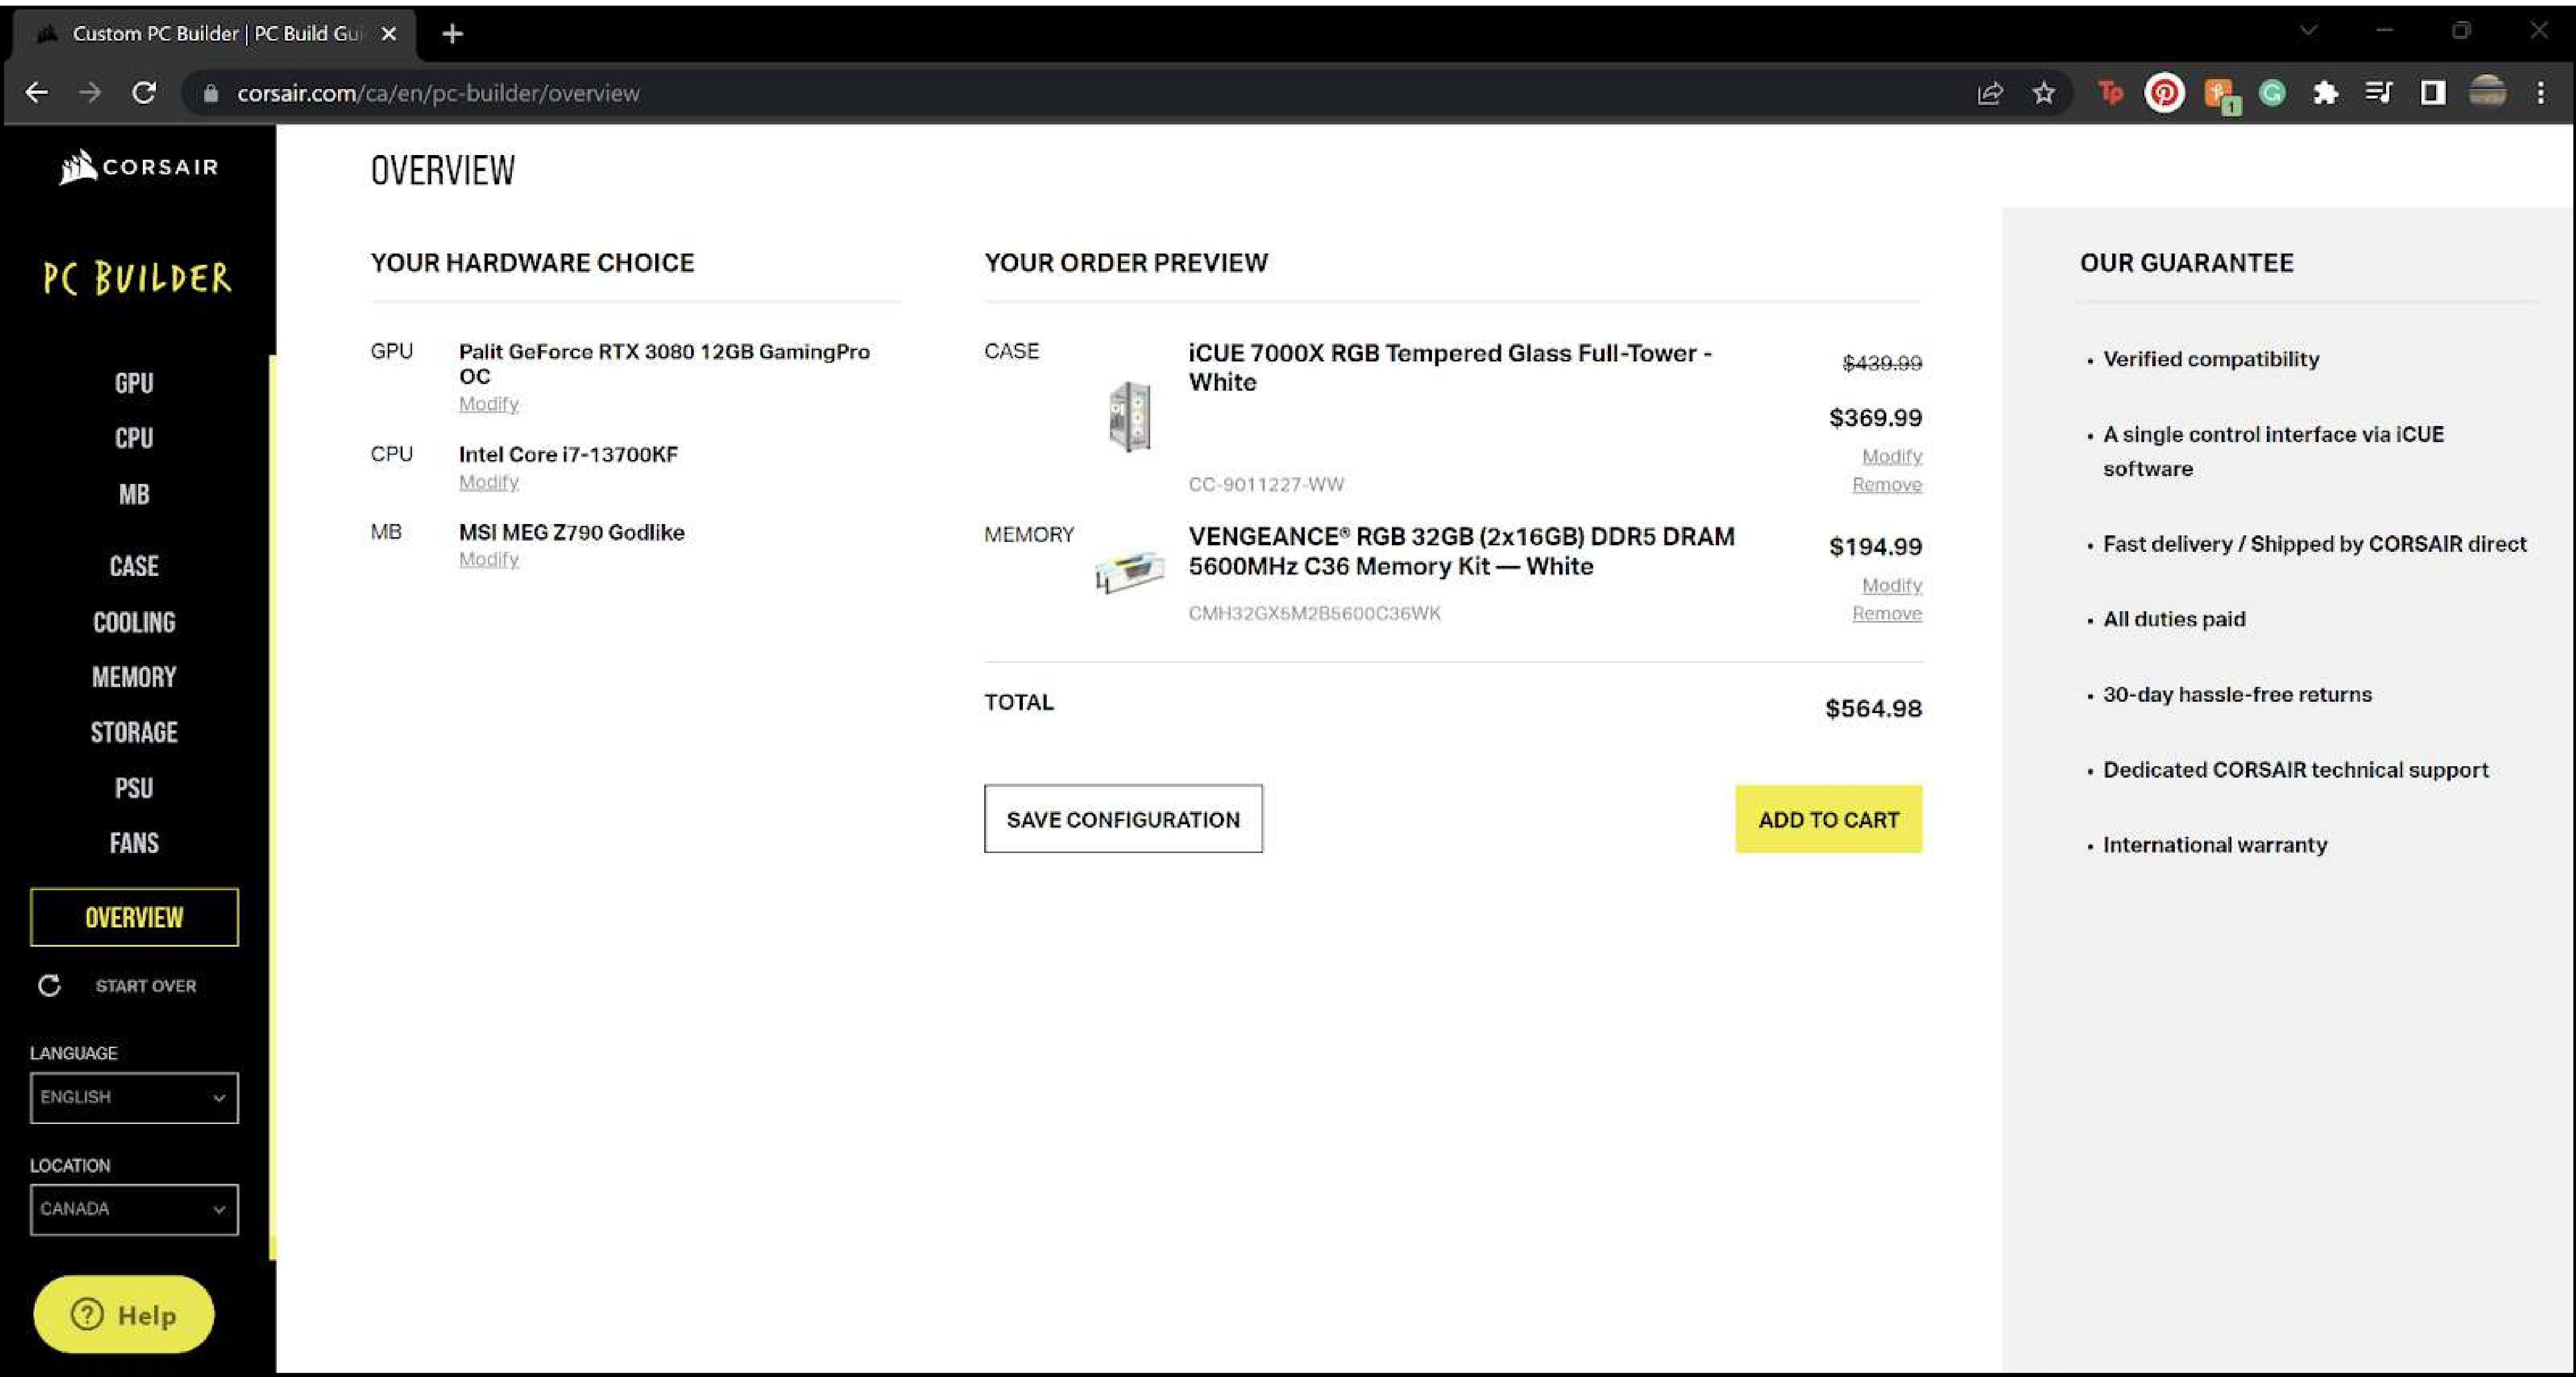 Custom PC Builder | PC Build Gui
corsair.com/ca/en/pc-builder/overview
Tp
1
CORSAIR
PC BUILDER
GPU
CPU
MB
CASE
COOLING
MEMORY
STORAGE
PSU
FANS
OVERVIEW
START OVER
LANGUAGE
ENGLISH
LOCATION
CANADA
? Help
OVERVIEW
YOUR HARDWARE CHOICE
GPU
Palit GeForce RTX 3080 12GB GamingPro
OC
Modify
CPU
Intel Core i7-13700KF
Modify
MB
MSI MEG Z790 Godlike
Modify
YOUR ORDER PREVIEW
CASE
iCUE 7000X RGB Tempered Glass Full-Tower -
White
CC-9011227-WW
$439.99
$369.99
Modify
Remove
MEMORY
VENGEANCE® RGB 32GB (2x16GB) DDR5 DRAM
5600MHz C36 Memory Kit — White
CMH32GX5M2B5600C36WK
$194.99
Modify
Remove
TOTAL
$564.98
SAVE CONFIGURATION
ADD TO CART
OUR GUARANTEE
• Verified compatibility
• A single control interface via iCUE
software
• Fast delivery / Shipped by CORSAIR direct
• All duties paid
• 30-day hassle-free returns
• Dedicated CORSAIR technical support
• International warranty